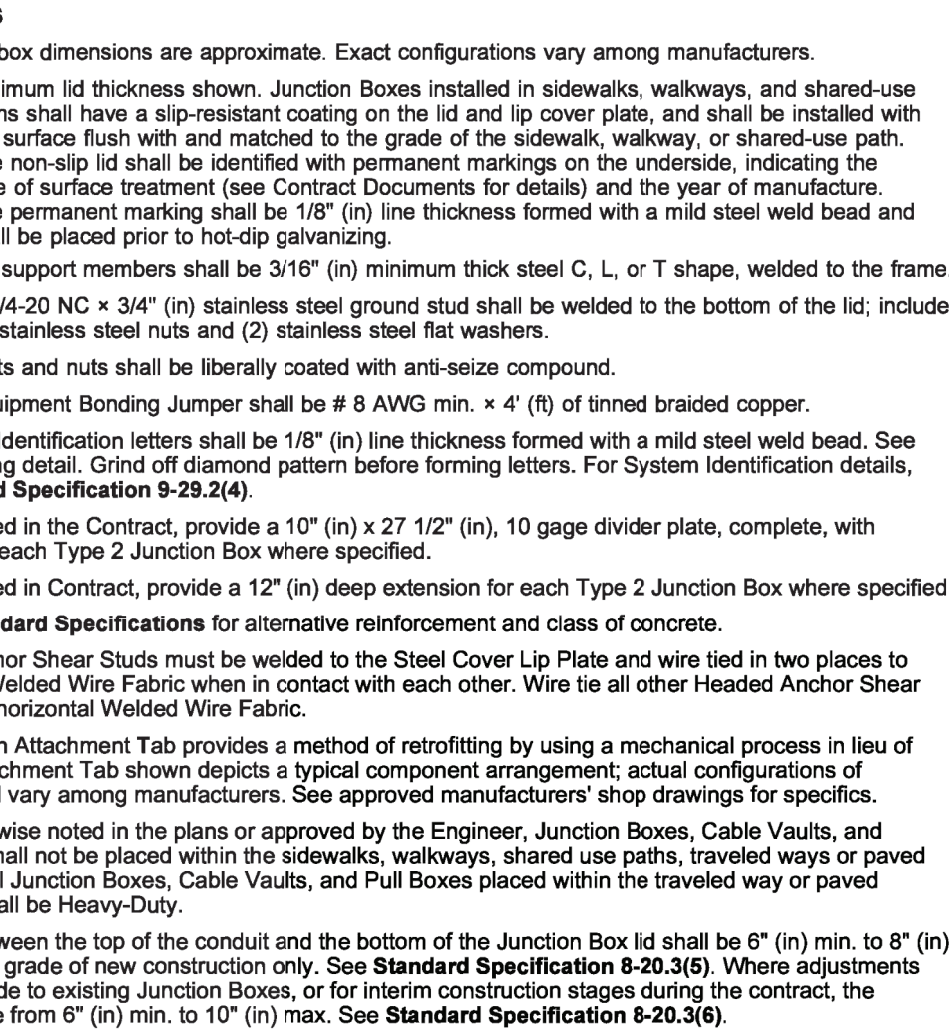 box dimensions are approximate. Exact configurations vary among manufacturers.
imum lid thickness shown. Junction Boxes installed in sidewalks, walkways, and shared-use
ns shall have a slip-resistant coating on the lid and lip cover plate, and shall be installed with
surface flush with and matched to the grade of the sidewalk, walkway, or shared-use path.
e non-slip lid shall be identified with permanent markings on the underside, indicating the
e of surface treatment (see Contract Documents for details) and the year of manufacture.
e permanent marking shall be 1/8" (in) line thickness formed with a mild steel weld bead and
ll be placed prior to hot-dip galvanizing.
support members shall be 3/16" (in) minimum thick steel C, L, or T shape, welded to the frame
/4-20 NC × 3/4" (in) stainless steel ground stud shall be welded to the bottom of the lid; include
stainless steel nuts and (2) stainless steel flat washers.
ts and nuts shall be liberally coated with anti-seize compound.
uipment Bonding Jumper shall be # 8 AWG min. × 4' (ft) of tinned braided copper.
dentification letters shall be 1/8" (in) line thickness formed with a mild steel weld bead. See
ng detail. Grind off diamond pattern before forming letters. For System Identification details,
d Specification 9-29.2(4).
ed in the Contract, provide a 10" (in) x 27 1/2" (in), 10 gage divider plate, complete, with
each Type 2 Junction Box where specified.
ed in Contract, provide a 12" (in) deep extension for each Type 2 Junction Box where specified
dard Specifications for alternative reinforcement and class of concrete.
hor Shear Studs must be welded to the Steel Cover Lip Plate and wire tied in two places to
Welded Wire Fabric when in contact with each other. Wire tie all other Headed Anchor Shear
horizontal Welded Wire Fabric.
n Attachment Tab provides a method of retrofitting by using a mechanical process in lieu of
chment Tab shown depicts a typical component arrangement; actual configurations of
l vary among manufacturers. See approved manufacturers' shop drawings for specifics.
wise noted in the plans or approved by the Engineer, Junction Boxes, Cable Vaults, and
hall not be placed within the sidewalks, walkways, shared use paths, traveled ways or paved
l Junction Boxes, Cable Vaults, and Pull Boxes placed within the traveled way or paved
all be Heavy-Duty.
ween the top of the conduit and the bottom of the Junction Box lid shall be 6" (in) min. to 8" (in)
grade of new construction only. See Standard Specification 8-20.3(5). Where adjustments
de to existing Junction Boxes, or for interim construction stages during the contract, the
e from 6" (in) min. to 10" (in) max. See Standard Specification 8-20.3(6).